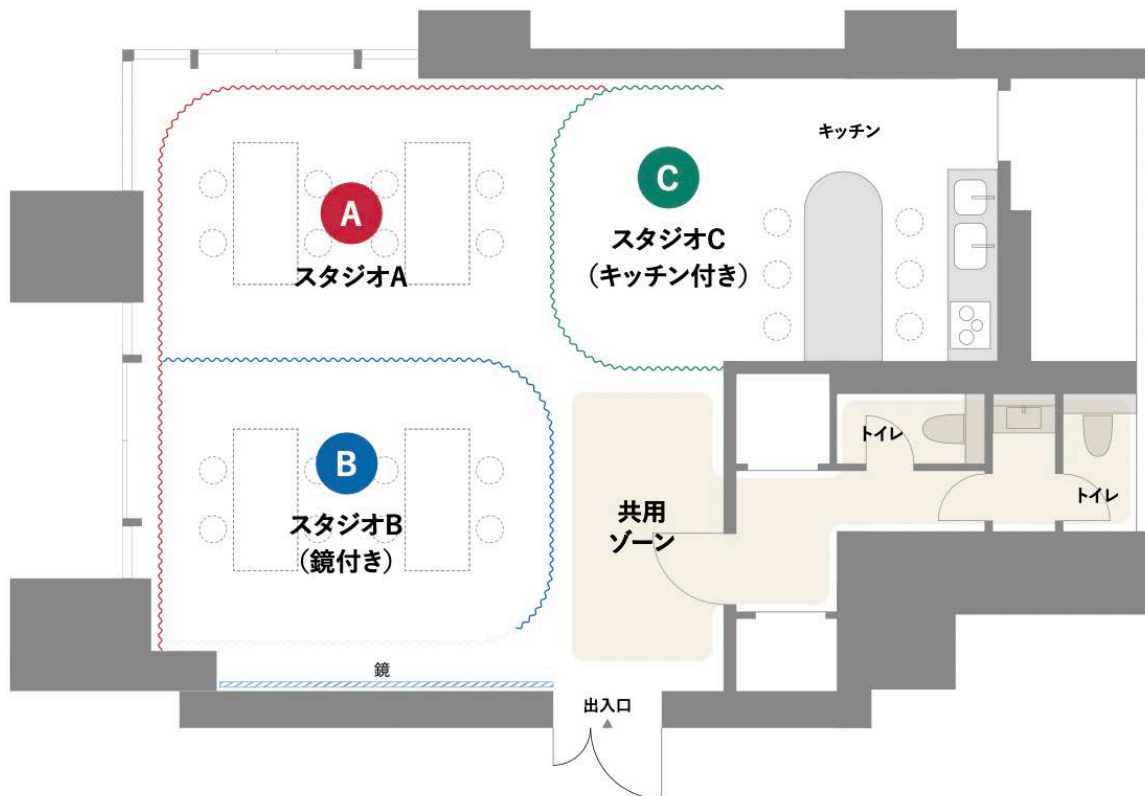 キッチン
A
スタジオA
C
スタジオC
（キッチン付き）
B
スタジオB
（鏡付き）
共用
ゾーン
トイレ
トイレ
鏡
出入口